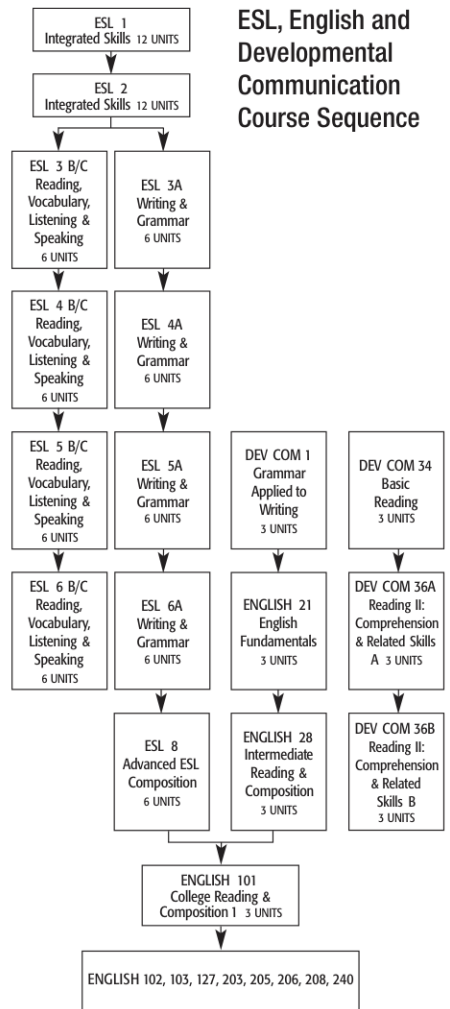 ESL, English and
Developmental
Communication
Course Sequence
ESL 1
Integrated Skills 12 UNITS
ESL 2
Integrated Skills 12 UNITS
ESL 3 B/C
Reading,
Vocabulary,
Listening &
Speaking
6 UNITS
ESL 3A
Writing &
Grammar
6 UNITS
ESL 4 B/C
Reading,
Vocabulary,
Listening &
Speaking
6 UNITS
ESL 4A
Writing &
Grammar
6 UNITS
ESL 5 B/C
Reading,
Vocabulary,
Listening &
Speaking
6 UNITS
ESL 5A
Writing &
Grammar
6 UNITS
DEV COM 1
Grammar
Applied to
Writing
3 UNITS
DEV COM 34
Basic
Reading
3 UNITS
ESL 6 B/C
Reading,
Vocabulary,
Listening &
Speaking
6 UNITS
ESL 6A
Writing &
Grammar
6 UNITS
ENGLISH 21
English
Fundamentals
3 UNITS
DEV COM 36A
Reading II:
Comprehension
& Related Skills
A 3 UNITS
ESL 8
Advanced ESL
Composition
6 UNITS
ENGLISH 28
Intermediate
Reading &
Composition
3 UNITS
DEV COM 36B
Reading II:
Comprehension
& Related
Skills B
3 UNITS
ENGLISH 101
College Reading &
Composition 1 3 UNITS
ENGLISH 102, 103, 127, 203, 205, 206, 208, 240